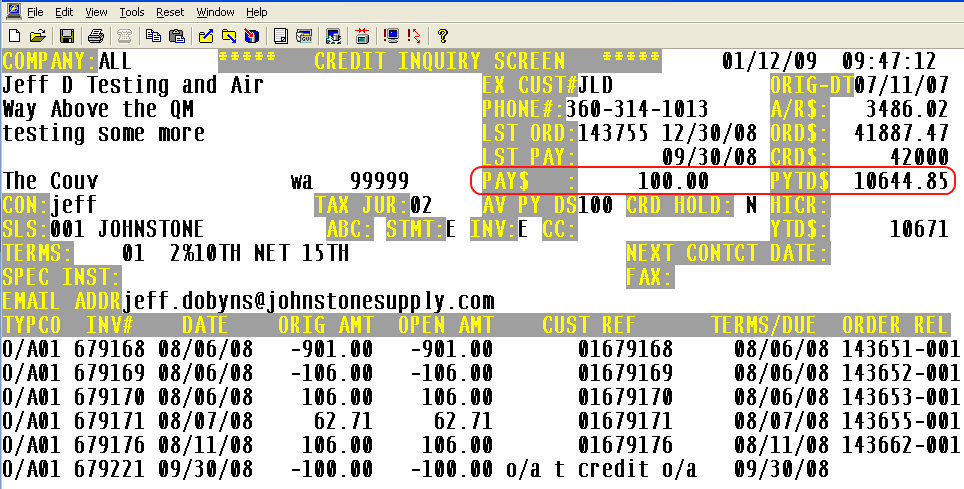 File Edit View Tools Reset Window Help
COMPANY:ALL ***** CREDIT INQUIRY SCREEN ***** 01/12/09 09:47:12
Jeff D Testing and Air EX CUST#JLD ORIG-DT07/11/07
Way Above the QM PHONE#:360-314-1013 A/R$: 3486.02
testing some more LST ORD:143755 12/30/08 ORD$: 41887.47
LST PAY: 09/30/08 CRD$: 42000
The Couv wa 99999 PAY$ : 100.00 PYTD$ 10644.85
CON:jeff TAX JUR:02 AV PY DS100 CRD HOLD: N HICR:
SLS:001 JOHNSTONE ABC: STMT:E INV:E CC: YTD$: 10671
TERMS: 01 2%10TH NET 15TH NEXT CONTCT DATE:
SPEC INST: FAX:
EMAIL ADDRjeff.dobyns@johnstonesupply.com
TYPCO INV# DATE ORIG AMT OPEN AMT CUST REF TERMS/DUE ORDER REL
O/A01 679168 08/06/08 -901.00 -901.00 01679168 08/06/08 143651-001
O/A01 679169 08/06/08 -106.00 -106.00 01679169 08/06/08 143652-001
O/A01 679170 08/06/08 106.00 106.00 01679170 08/06/08 143653-001
O/A01 679171 08/07/08 62.71 62.71 01679171 08/07/08 143655-001
O/A01 679176 08/11/08 106.00 106.00 01679176 08/11/08 143662-001
O/A01 679221 09/30/08 -100.00 -100.00 o/a t credit o/a 09/30/08